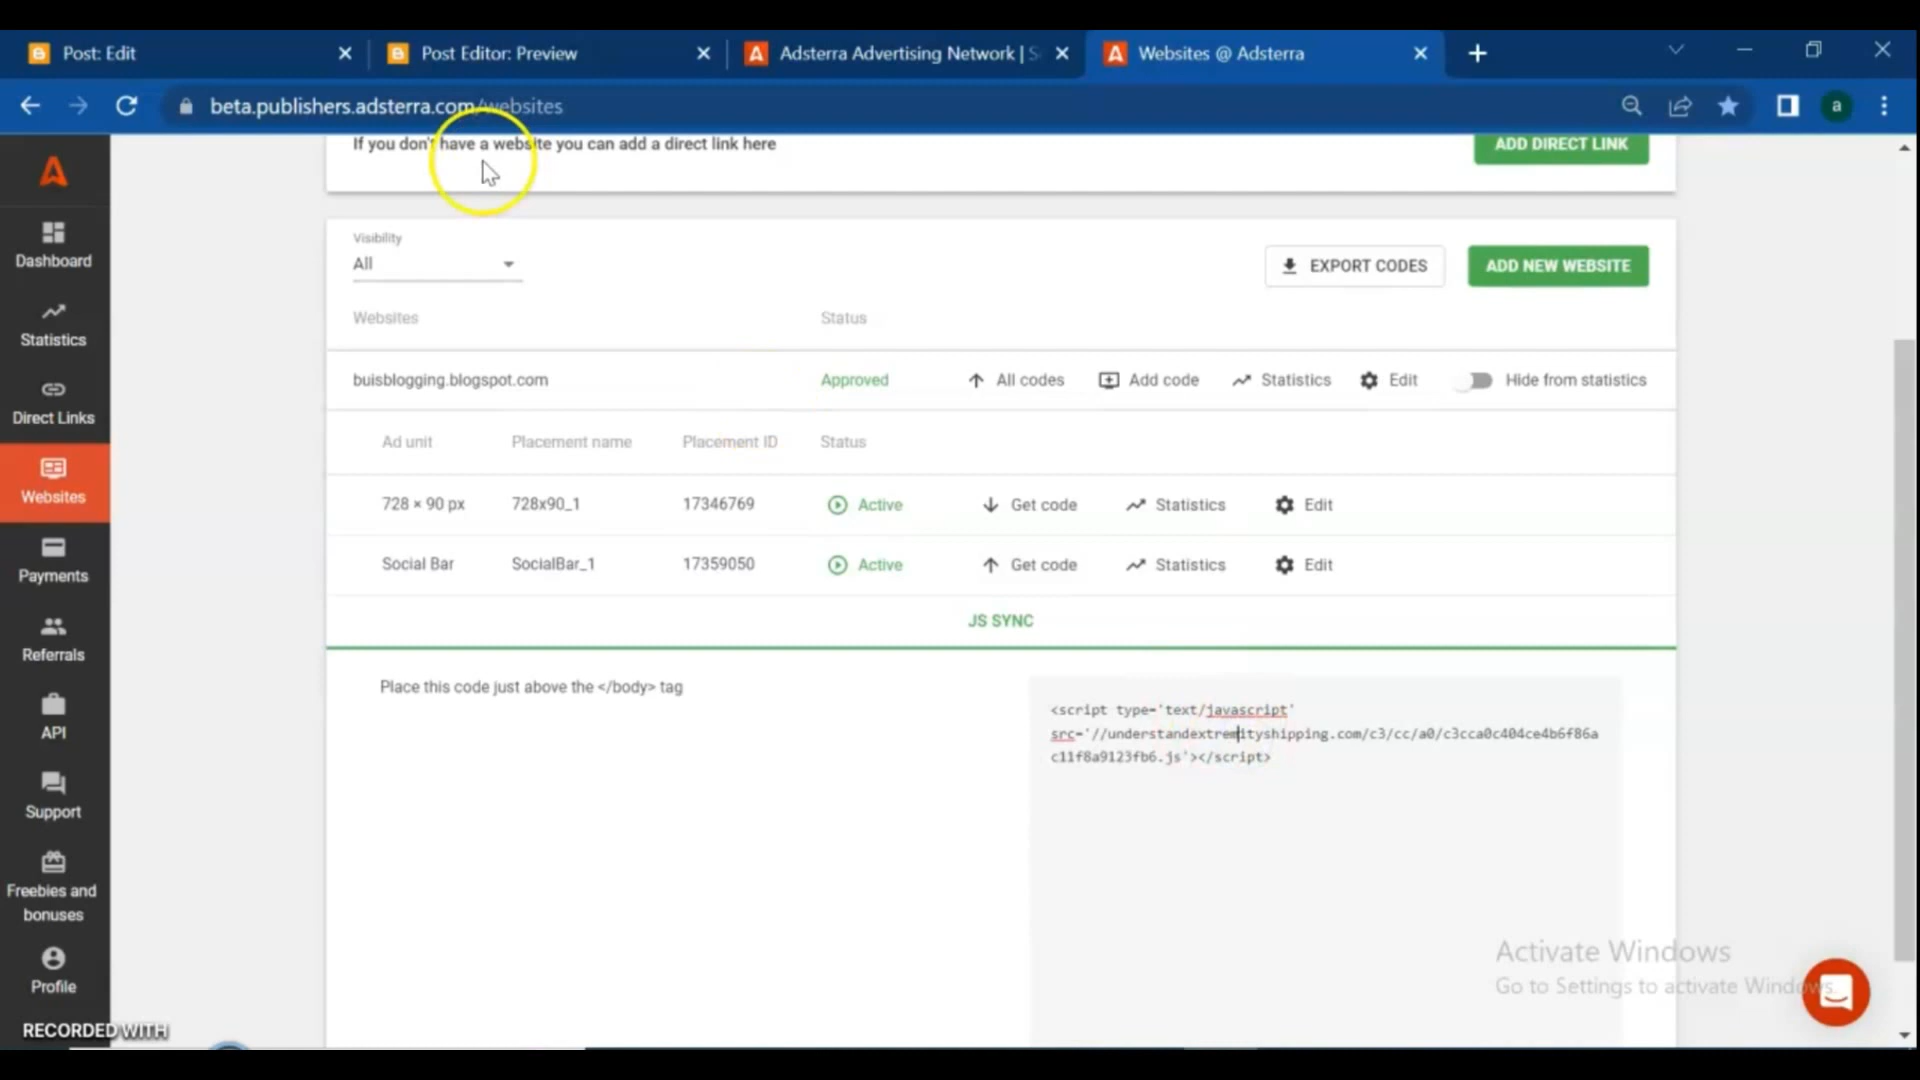 Post: Edit
Post Editor: Preview
Adsterra Advertising Network | S
Websites @ Adsterra
beta.publishers.adsterra.com/websites
a
If you don't have a website you can add a direct link here
ADD DIRECT LINK
Dashboard
Statistics
Direct Links
Websites
Payments
Referrals
API
Support
Freebies and
bonuses
Profile
Visibility
All
EXPORT CODES
ADD NEW WEBSITE
Websites Status
buisblogging.blogspot.com Approved All codes Add code Statistics Edit Hide from statistics
Ad unit Placement name Placement ID Status
728 × 90 px 728x90_1 17346769 Active Get code Statistics Edit
Social Bar SocialBar_1 17359050 Active Get code Statistics Edit
JS SYNC
Place this code just above the </body> tag
<script type='text/javascript'
src='//understandextremityshipping.com/c3/cc/a0/c3cca0c404ce4b6f86a
c11f8a9123fb6.js'></script>
Activate Windows
Go to Settings to activate Windows.
RECORDED WITH